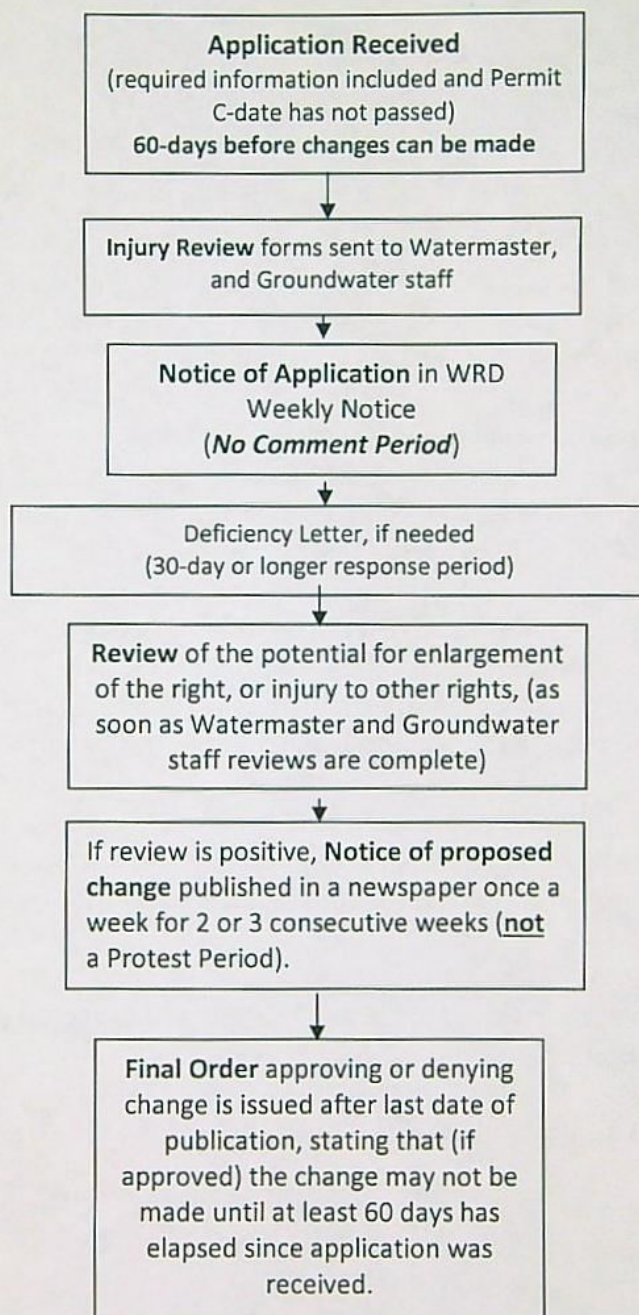 Application Received
(required information included and Permit
C-date has not passed)
60-days before changes can be made
Injury Review forms sent to Watermaster,
and Groundwater staff
Notice of Application in WRD
Weekly Notice
(No Comment Period)
Deficiency Letter, if needed
(30-day or longer response period)
Review of the potential for enlargement
of the right, or injury to other rights, (as
soon as Watermaster and Groundwater
staff reviews are complete)
If review is positive, Notice of proposed
change published in a newspaper once a
week for 2 or 3 consecutive weeks (not
a Protest Period).
Final Order approving or denying
change is issued after last date of
publication, stating that (if
approved) the change may not be
made until at least 60 days has
elapsed since application was
received.